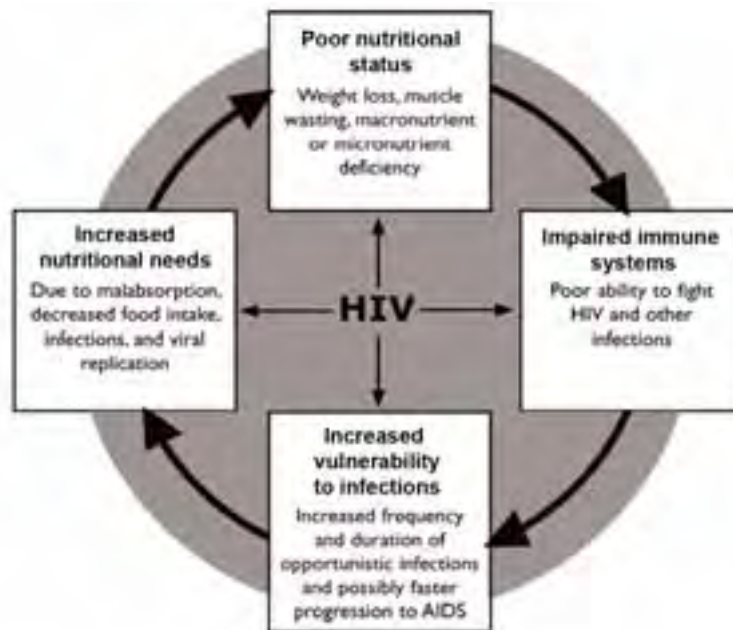 Poor nutritional
status
Weight loss, muscle
wasting, macronutrient
or micronutrient
deficiency
Impaired immune
systems
Poor ability to fight
HIV and other
infections
Increased
vulnerability
to infections
Increased frequency
and duration of
opportunistic infections
and possibly faster
progression to AIDS
Increased
nutritional needs
Due to malabsorption,
decreased food intake,
infections, and viral
replication
HIV